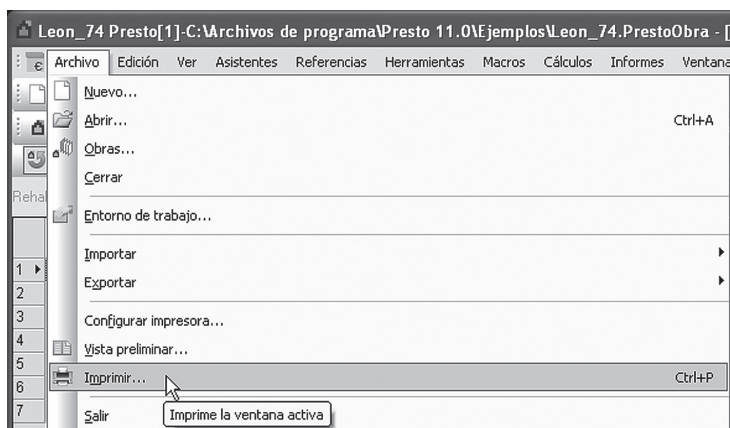 Leon_74 Presto[1]-C:\Archivos de programa\Presto 11.0\Ejemplos\Leon_74.PrestoObra - [
Archivo Edición Ver Asistentes Referencias Herramientas Macros Cálculos Informes Ventana
Nuevo...
Abrir... Ctrl+A
Obras...
Cerrar
Rehal
Entorno de trabajo...
Importar
1
Exportar
2
3 Configurar impresora...
4 Vista preliminar...
5
Imprimir... Ctrl+P
6
7 Salir
Imprime la ventana activa